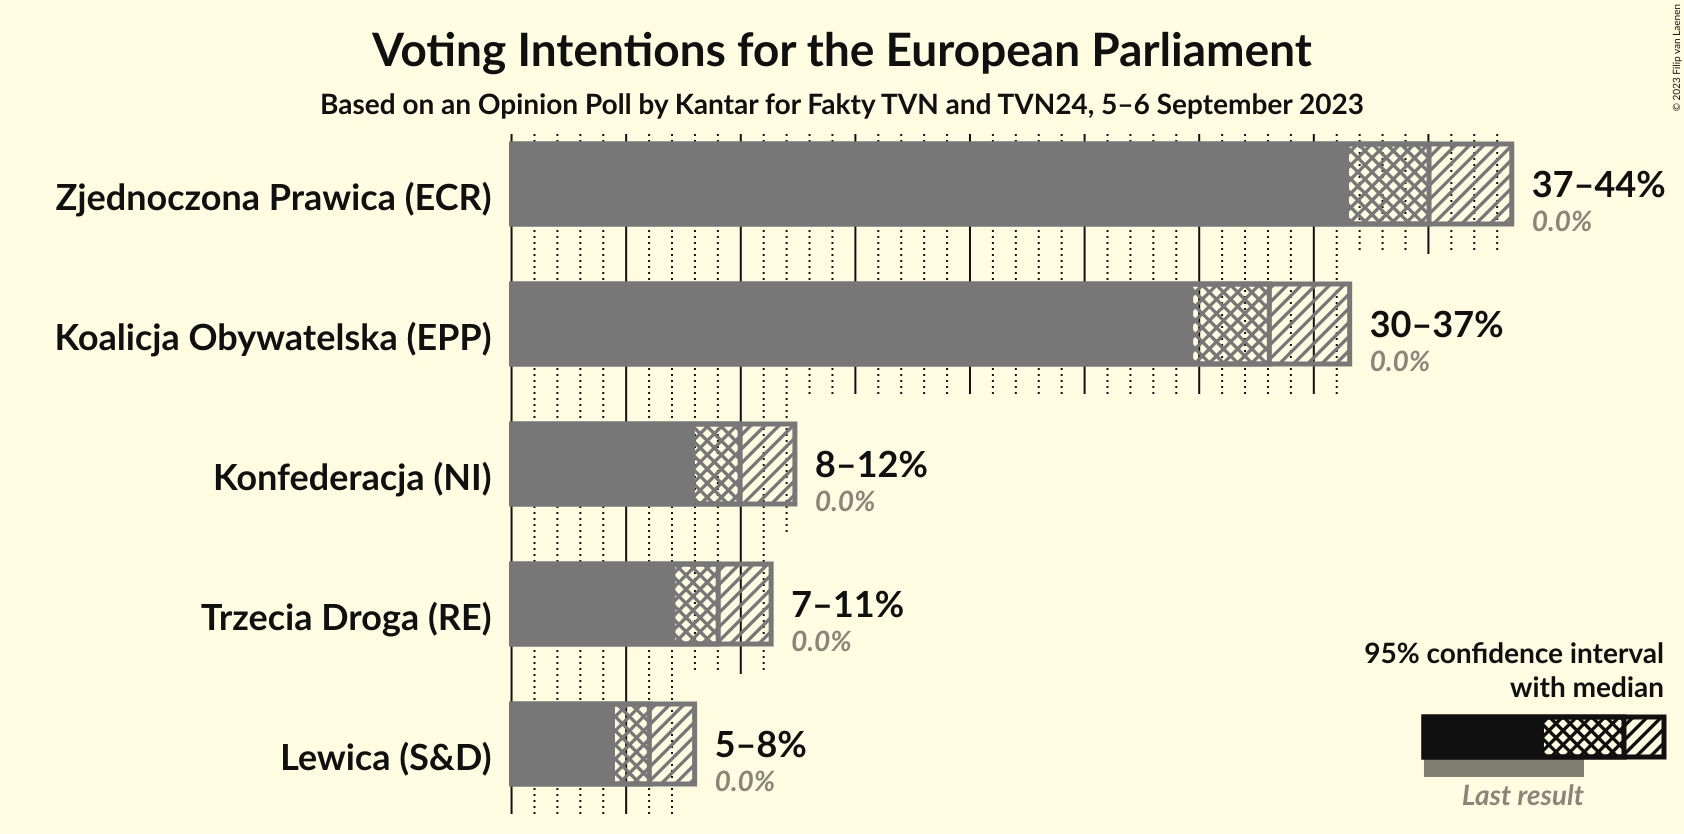 Voting Intentions for the European Parliament
Based on an Opinion Poll by Kantar for Fakty TVN and TVN24, 5–6 September 2023
© 2023 Filip van Laenen
Zjednoczona Prawica (ECR)
37–44%
0.0%
Koalicja Obywatelska (EPP)
30–37%
0.0%
Konfederacja (NI)
8–12%
0.0%
Trzecia Droga (RE)
7–11%
0.0%
Lewica (S&D)
5–8%
0.0%
95% confidence interval
with median
Last result